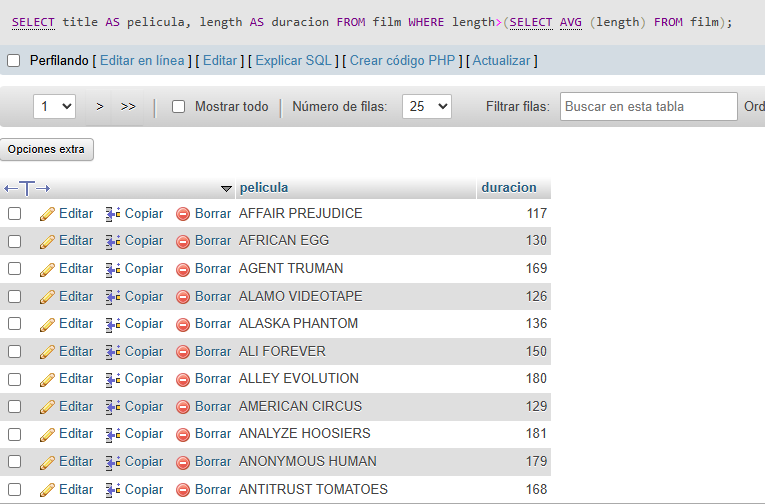 SELECT title AS pelicula, length AS duracion FROM film WHERE length>(SELECT AVG (length) FROM film);
Perfilando [ Editar en línea ] [ Editar ] [ Explicar SQL ] [ Crear código PHP ] [ Actualizar ]
1 > >> | Mostrar todo | Número de filas: 25 Filtrar filas: Buscar en esta tabla Ord
Opciones extra
←T→ pelicula duracion
Editar Copiar Borrar AFFAIR PREJUDICE 117
Editar Copiar Borrar AFRICAN EGG 130
Editar Copiar Borrar AGENT TRUMAN 169
Editar Copiar Borrar ALAMO VIDEOTAPE 126
Editar Copiar Borrar ALASKA PHANTOM 136
Editar Copiar Borrar ALI FOREVER 150
Editar Copiar Borrar ALLEY EVOLUTION 180
Editar Copiar Borrar AMERICAN CIRCUS 129
Editar Copiar Borrar ANALYZE HOOSIERS 181
Editar Copiar Borrar ANONYMOUS HUMAN 179
Editar Copiar Borrar ANTITRUST TOMATOES 168